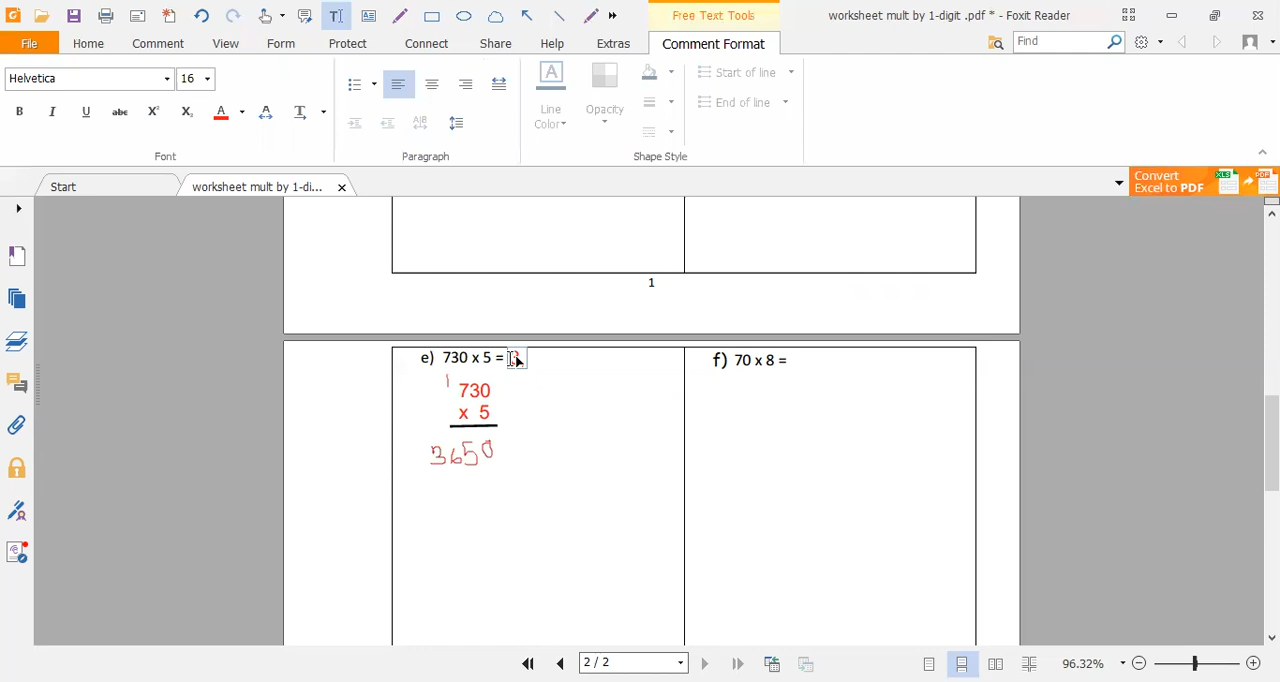 Free Text Tools
worksheet mult by 1-digit .pdf * - Foxit Reader
File Home Comment View Form Protect Connect Share Help Extras Comment Format
Find
Helvetica 16
B I U abc X² X₂ A A T
A
Line Color
Opacity
Start of line
End of line
Font Paragraph Shape Style
Start
worksheet mult by 1-di...
Convert Excel to PDF
1
e) 730 x 5 =
f) 70 x 8 =
1
730
x 5
3650
2 / 2
96.32%